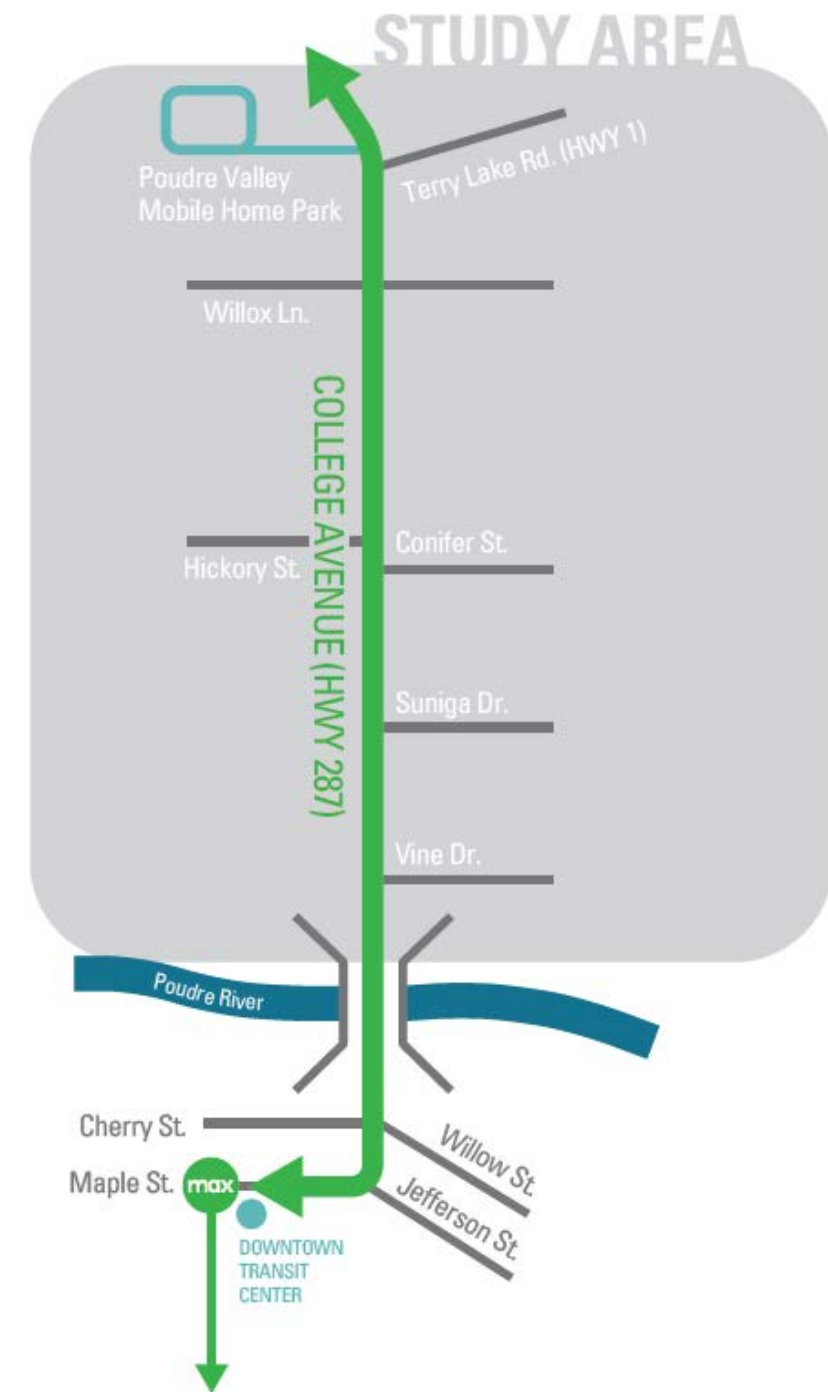 STUDY AREA
Poudre Valley
Mobile Home Park
Terry Lake Rd. (HWY 1)
Willox Ln.
COLLEGE AVENUE (HWY 287)
Hickory St.
Conifer St.
Suniga Dr.
Vine Dr.
Poudre River
Cherry St.
Willow St.
Maple St.
max
Jefferson St.
DOWNTOWN
TRANSIT
CENTER